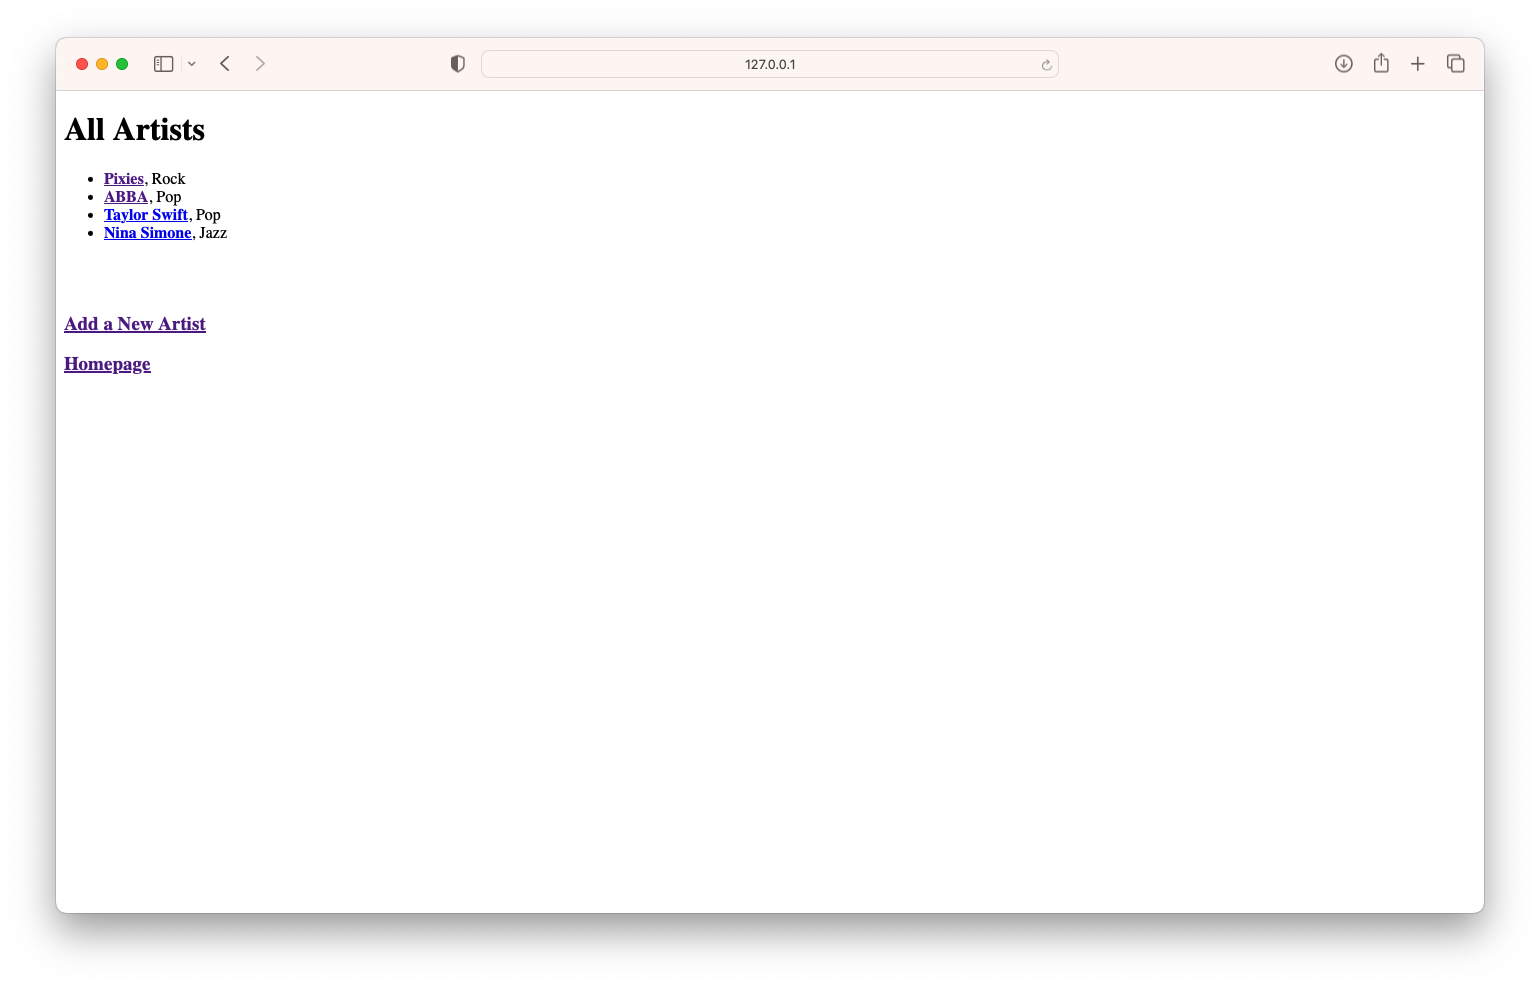 127.0.0.1
All Artists
Pixies, Rock
ABBA, Pop
Taylor Swift, Pop
Nina Simone, Jazz
Add a New Artist
Homepage